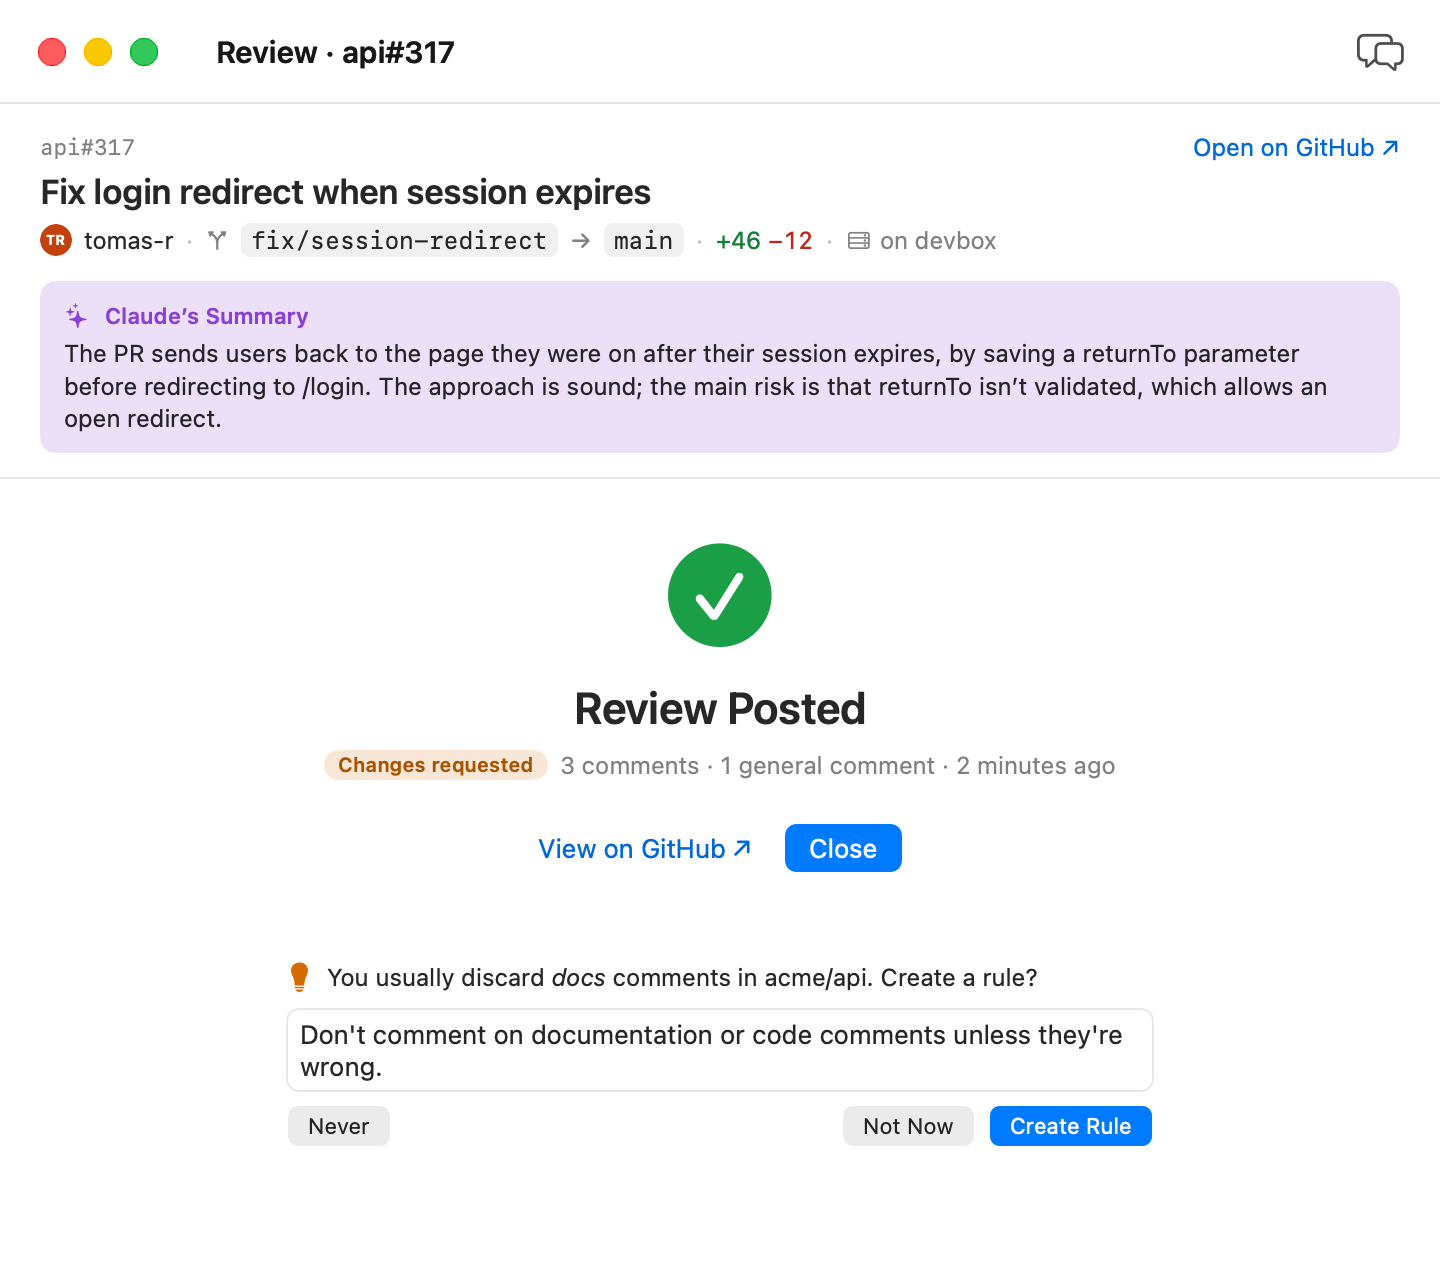 Review · api#317
api#317
Open on GitHub ↗
Fix login redirect when session expires
TR tomas-r · fix/session-redirect → main · +46 −12 · on devbox
Claude’s Summary
The PR sends users back to the page they were on after their session expires, by saving a returnTo parameter
before redirecting to /login. The approach is sound; the main risk is that returnTo isn’t validated, which allows an
open redirect.
Review Posted
Changes requested 3 comments · 1 general comment · 2 minutes ago
View on GitHub ↗ Close
You usually discard docs comments in acme/api. Create a rule?
Don't comment on documentation or code comments unless they're
wrong.
Never Not Now Create Rule